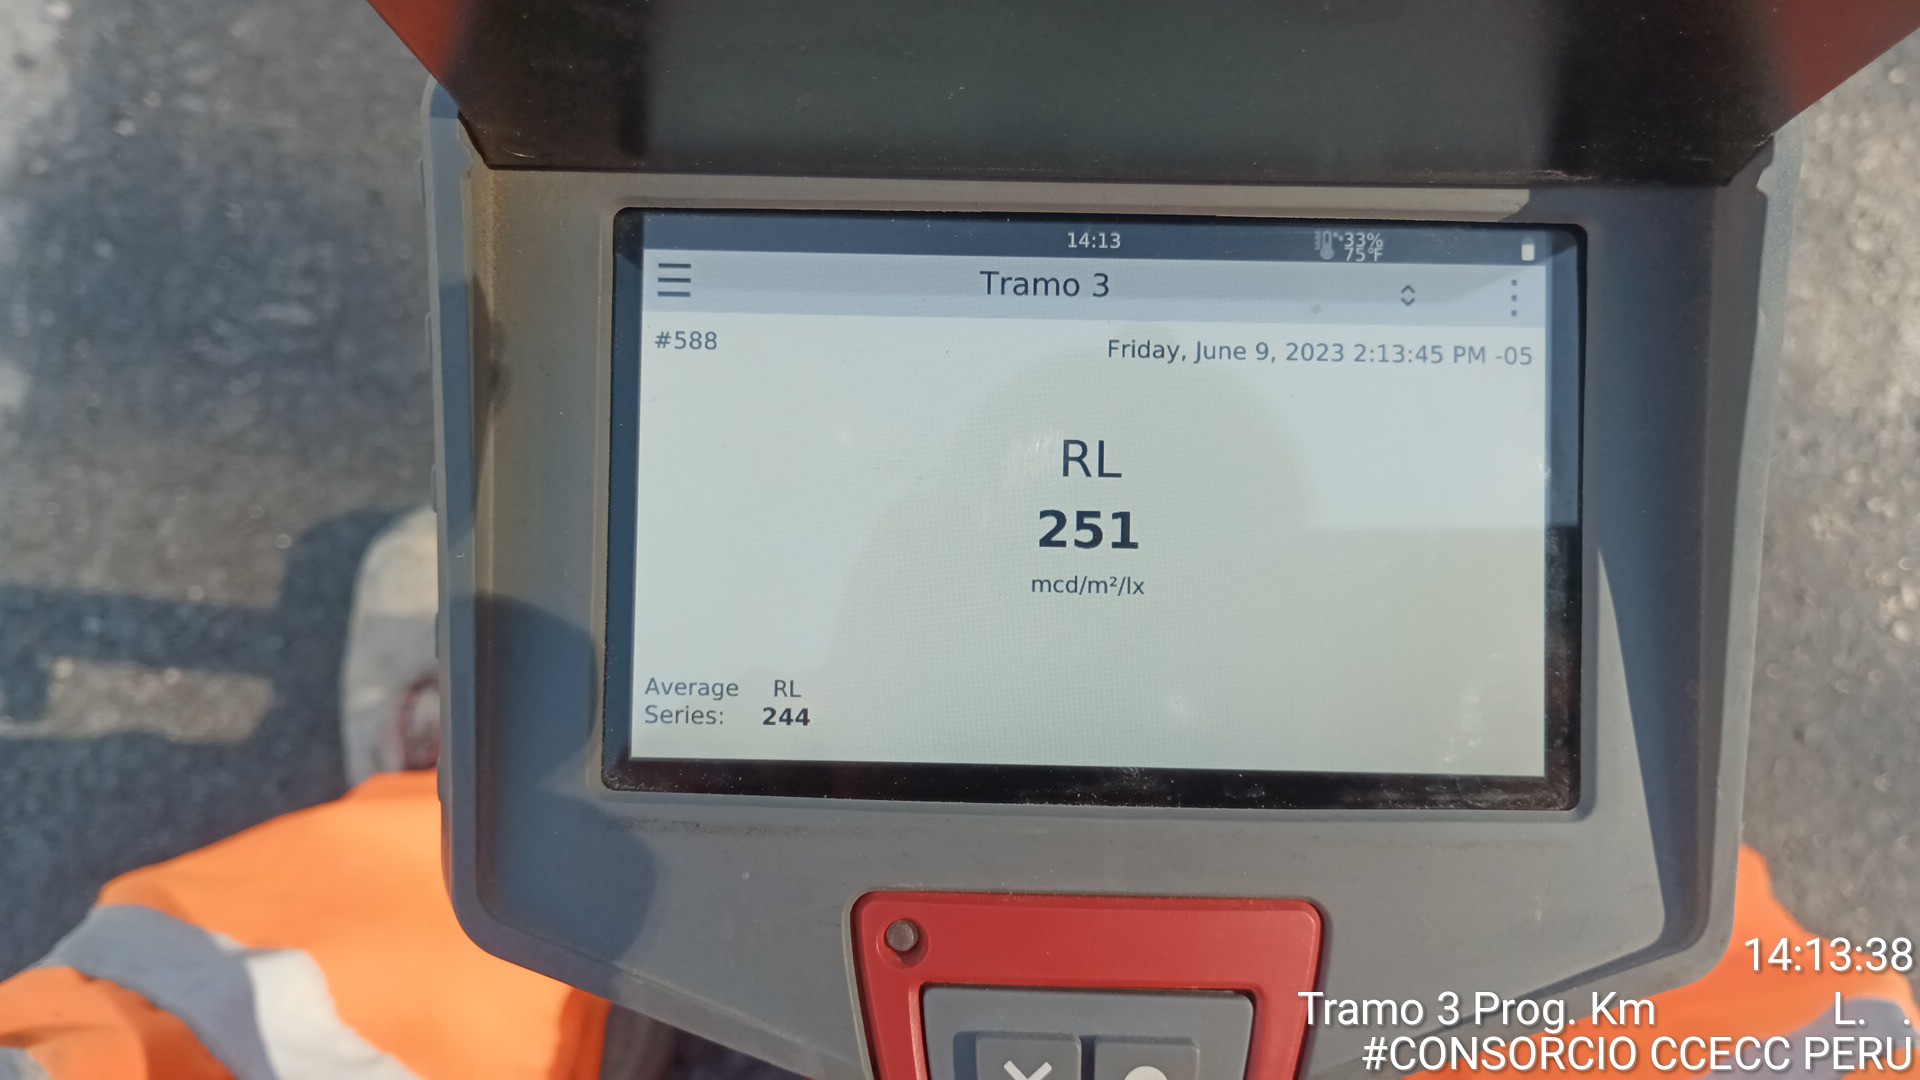 14:13
33%
75°F
Tramo 3
#588
Friday, June 9, 2023 2:13:45 PM -05
RL
251
mcd/m²/lx
Average RL
Series: 244
14:13:38
Tramo 3 Prog. Km L. .
#CONSORCIO CCECC PERU